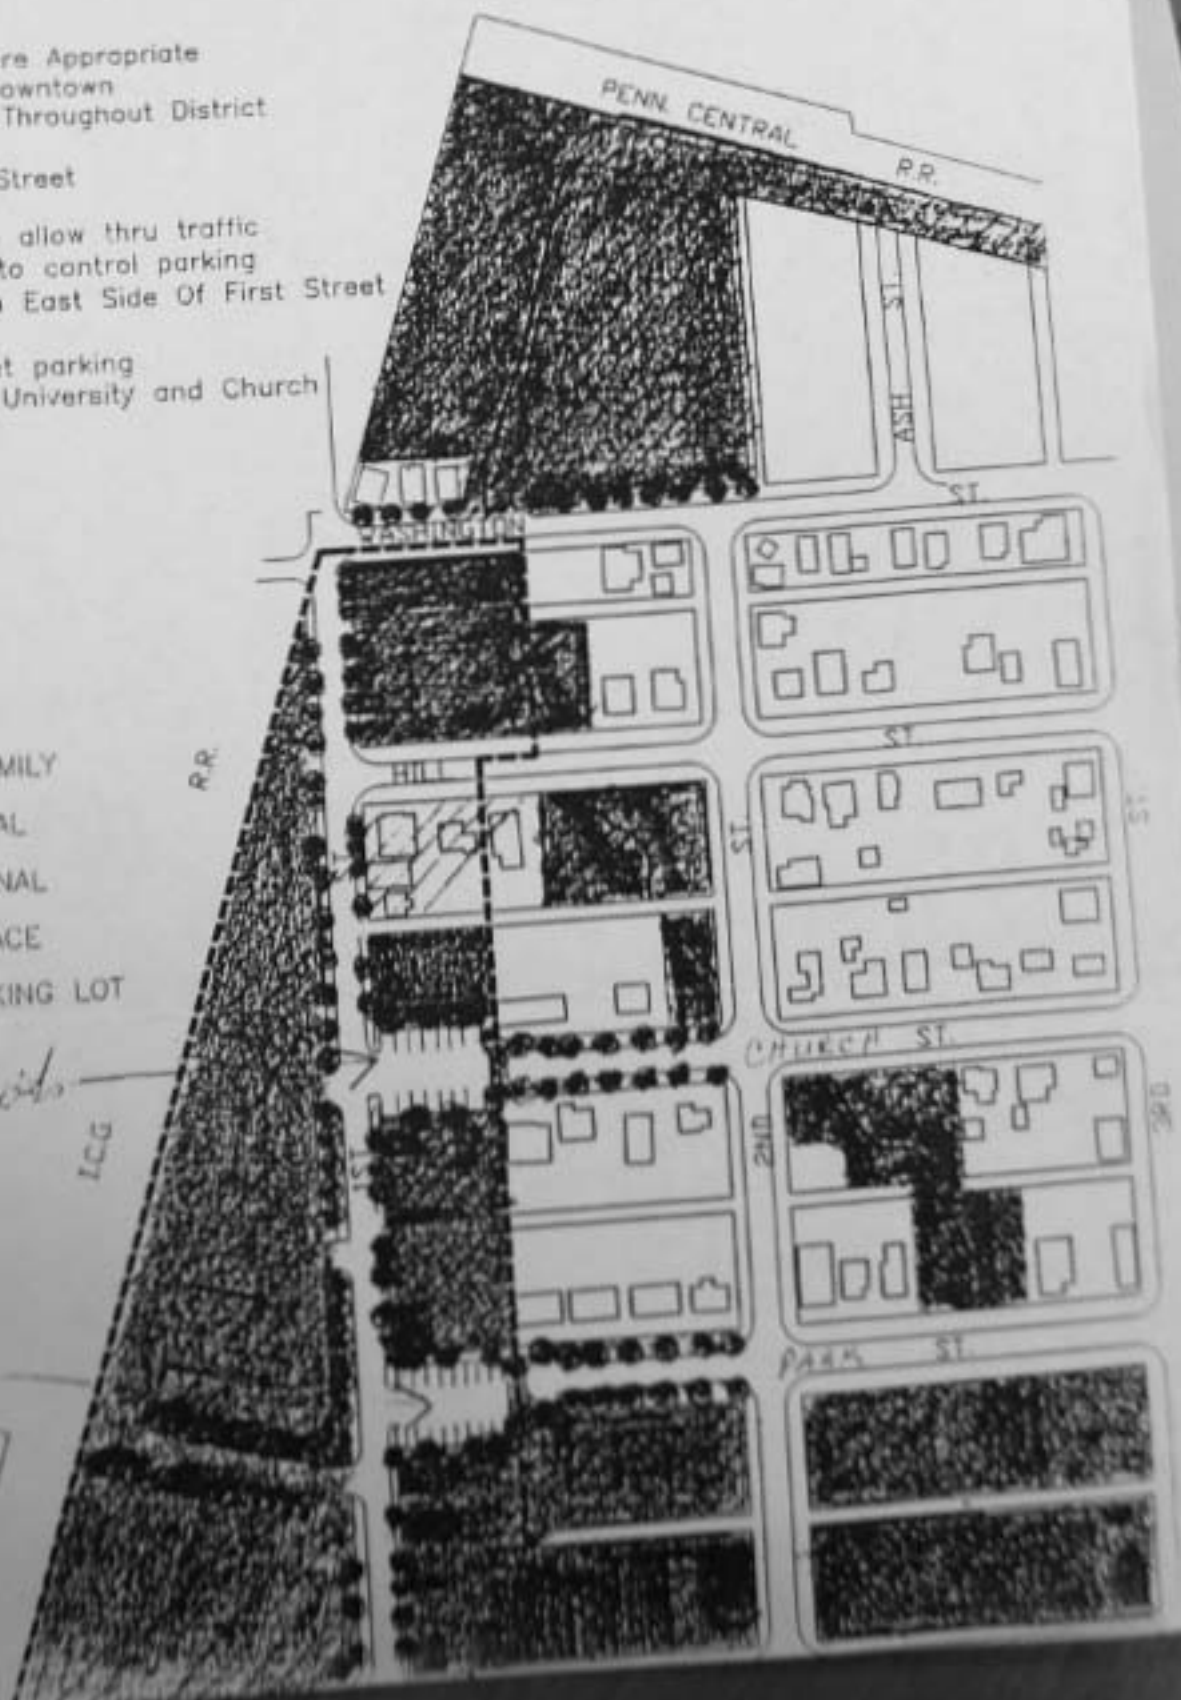 re Appropriate
owntown
Throughout District
Street
allow thru traffic
to control parking
East Side Of First Street
t parking
University and Church
PENN. CENTRAL R.R.
ST.
ASH
WASHINGTON
ST.
R.R.
MILY
AL
NAL
ACE
KING LOT
HILL
ST.
ST.
ST.
CHURCH ST.
I.C.G
1ST.
2ND
3RD
PARK ST.